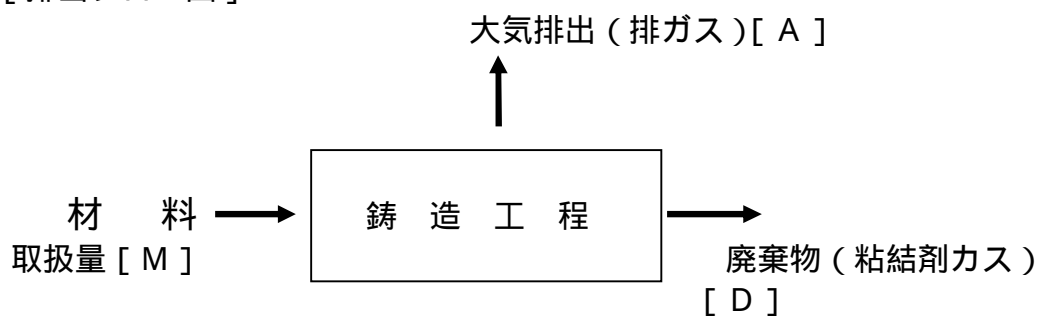 大気排出（排ガス）[ A ]
材 料
取扱量 [ M ]
鋳 造 工 程
廃棄物（粘結剤カス）
[ D ]